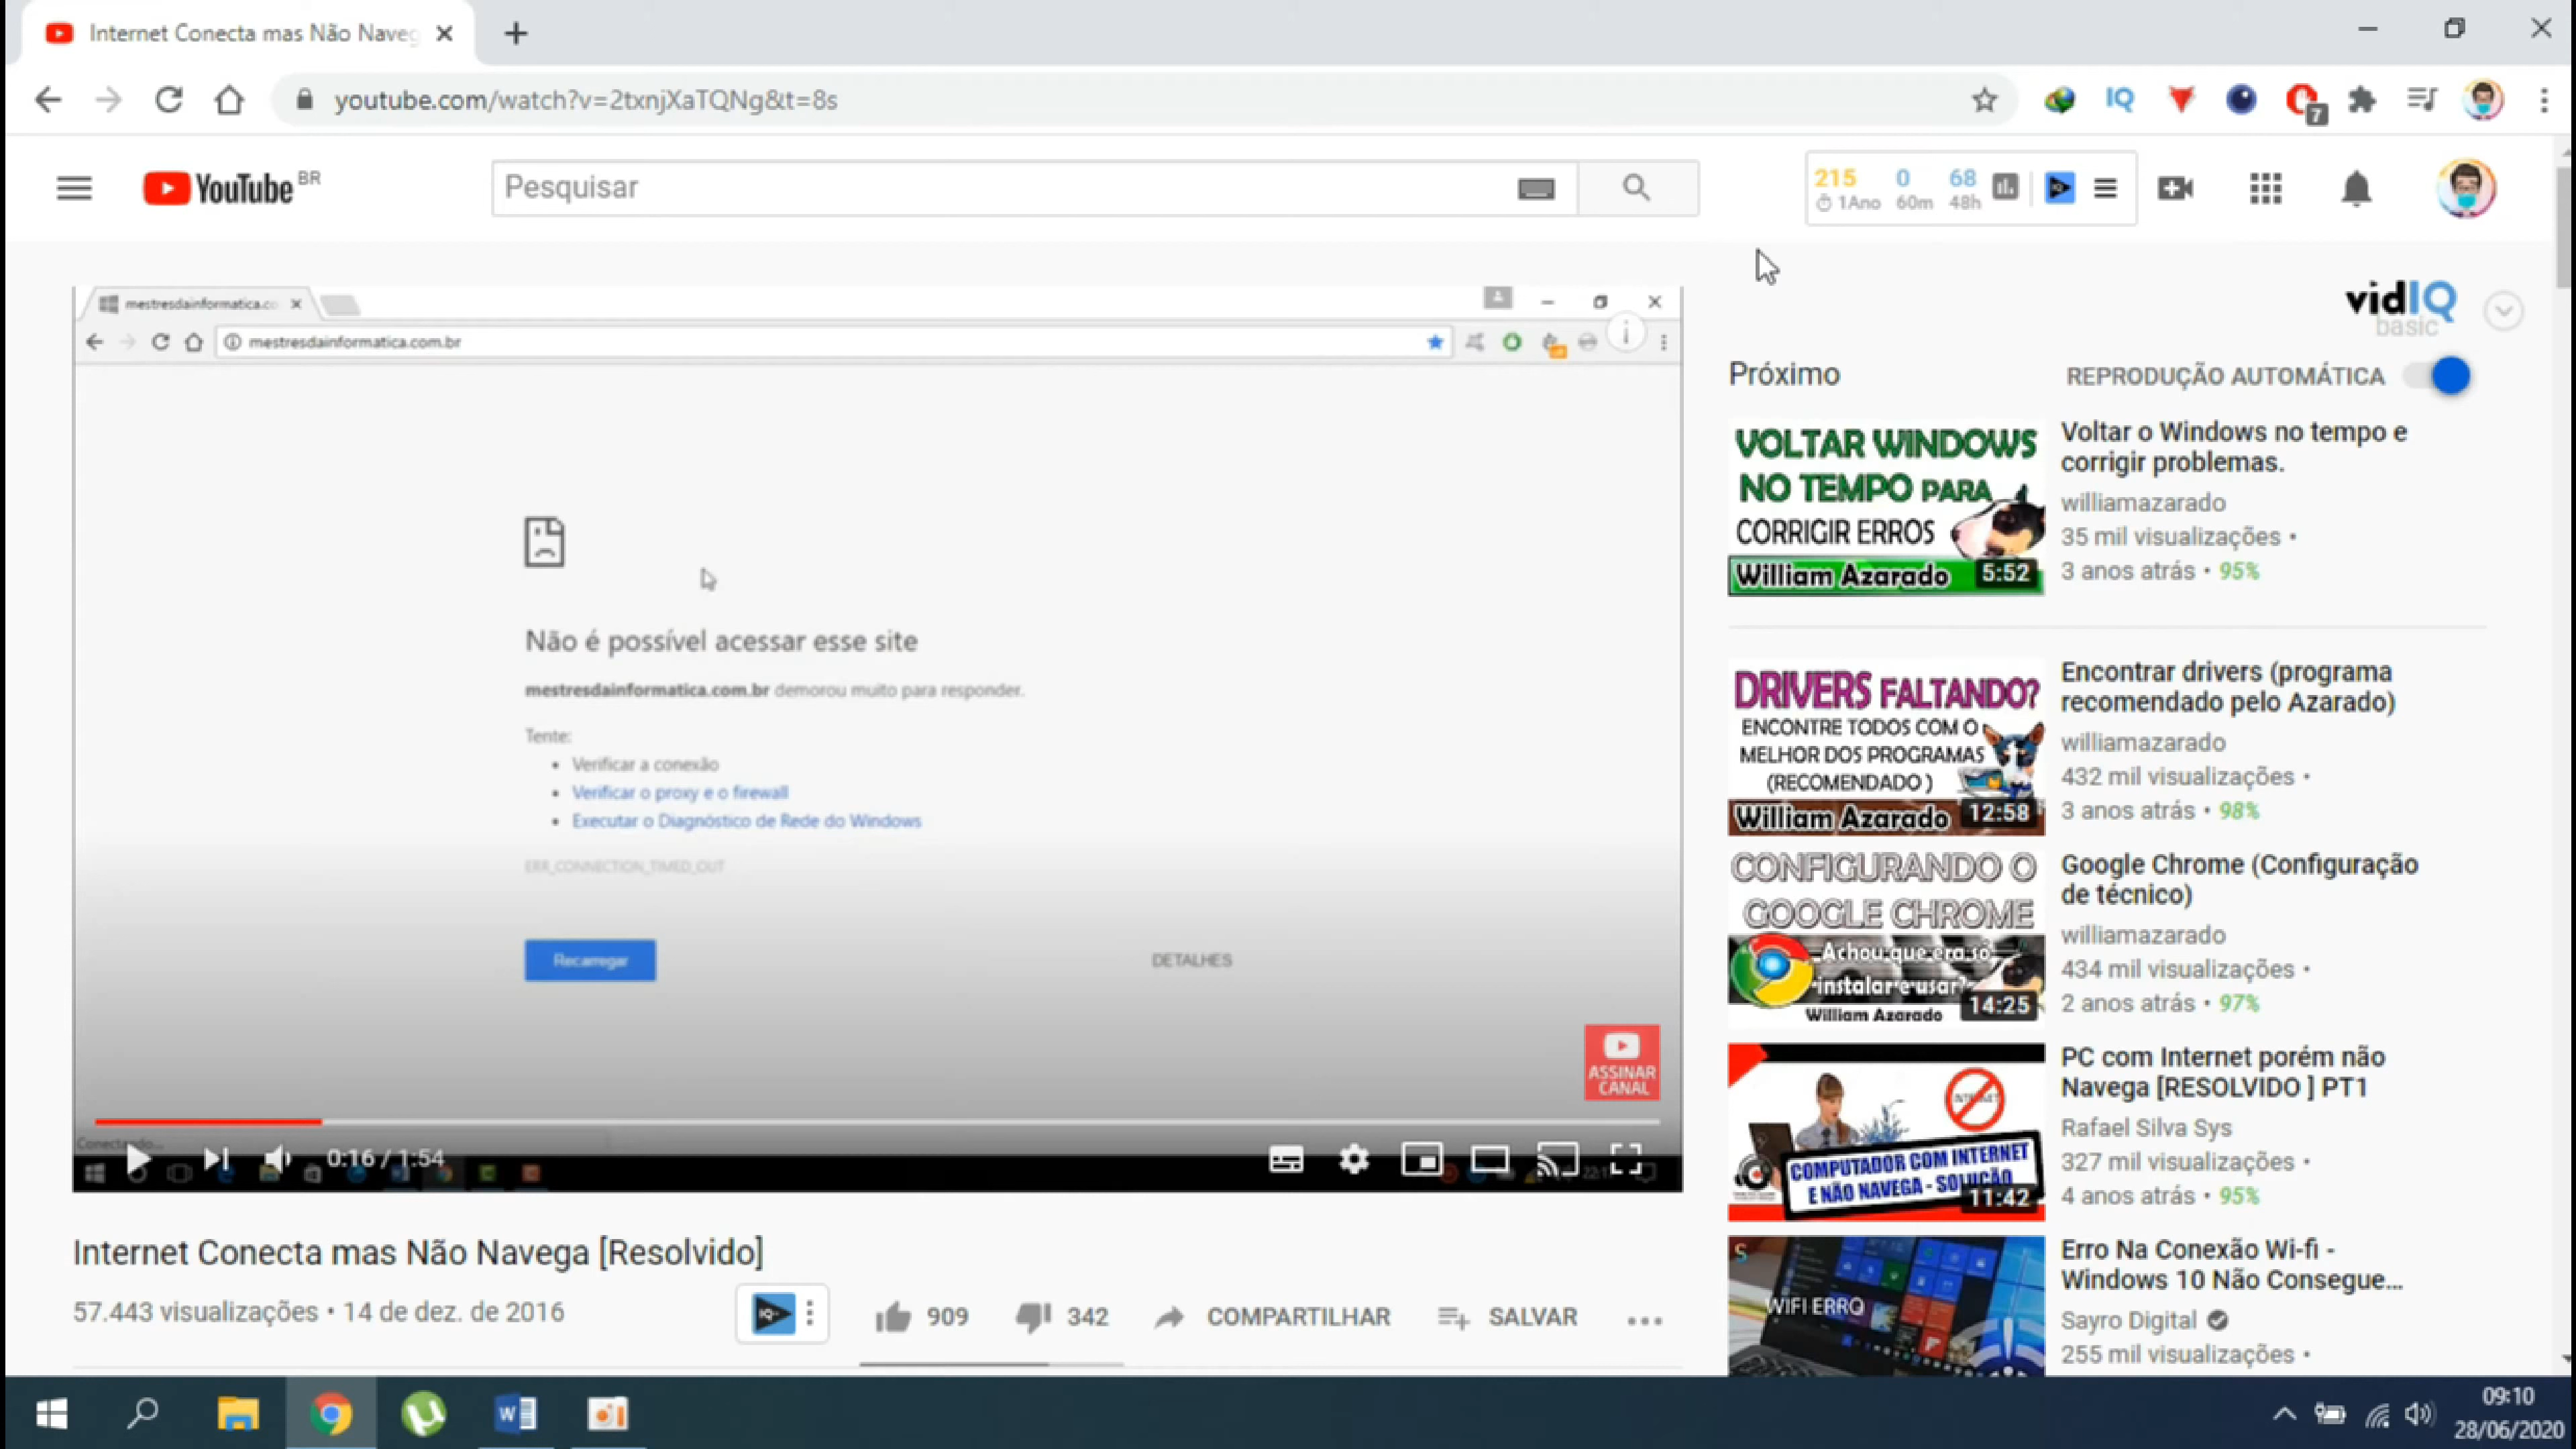 Internet Conecta mas Não Naveg
youtube.com/watch?v=2txnjXaTQNg&t=8s
IQ
7
YouTube BR
Pesquisar
215 0 68
1Ano 60m 48h
mestresdainformatica.co
mestresdainformatica.com.br
Não é possível acessar esse site
mestresdainformatica.com.br demorou muito para responder.
Tente:
Verificar a conexão
Verificar o proxy e o firewall
Executar o Diagnóstico de Rede do Windows
ERR_CONNECTION_TIMED_OUT
Recarregar
DETALHES
ASSINAR
CANAL
Conectando...
0:16 / 1:54
Internet Conecta mas Não Navega [Resolvido]
57.443 visualizações • 14 de dez. de 2016
909
342
COMPARTILHAR
SALVAR
vidIQ
basic
Próximo
REPRODUÇÃO AUTOMÁTICA
VOLTAR WINDOWS
NO TEMPO PARA
CORRIGIR ERROS
William Azarado
5:52
Voltar o Windows no tempo e
corrigir problemas.
williamazarado
35 mil visualizações •
3 anos atrás • 95%
DRIVERS FALTANDO?
ENCONTRE TODOS COM O
MELHOR DOS PROGRAMAS
(RECOMENDADO )
William Azarado
12:58
Encontrar drivers (programa
recomendado pelo Azarado)
williamazarado
432 mil visualizações •
3 anos atrás • 98%
CONFIGURANDO O
GOOGLE CHROME
Achou que era só
instalar e usar?
William Azarado
14:25
Google Chrome (Configuração
de técnico)
williamazarado
434 mil visualizações •
2 anos atrás • 97%
COMPUTADOR COM INTERNET
E NÃO NAVEGA - SOLUÇÃO
11:42
PC com Internet porém não
Navega [RESOLVIDO ] PT1
Rafael Silva Sys
327 mil visualizações •
4 anos atrás • 95%
WIFI ERRO
Erro Na Conexão Wi-fi -
Windows 10 Não Consegue...
Sayro Digital
255 mil visualizações •
09:10
28/06/2020